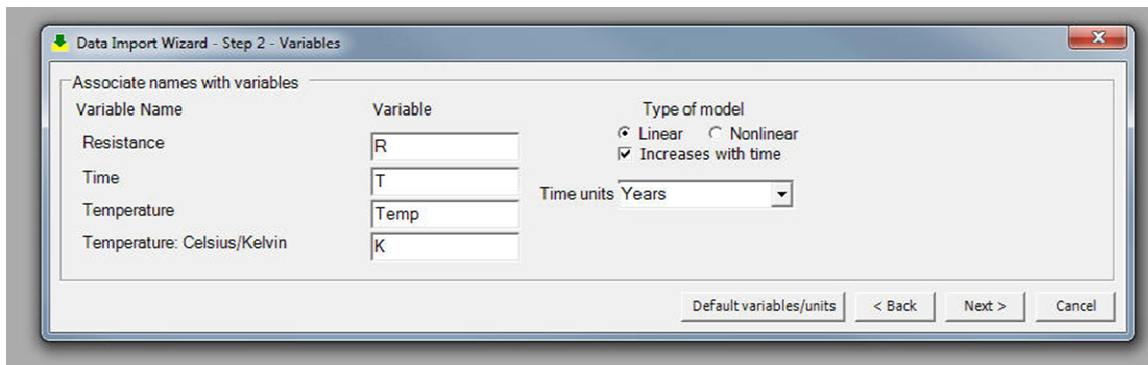 Data Import Wizard - Step 2 - Variables
Associate names with variables
Variable Name Variable Type of model
Resistance R Linear Nonlinear
Increases with time
Time T Time units Years
Temperature Temp
Temperature: Celsius/Kelvin K
Default variables/units < Back Next > Cancel